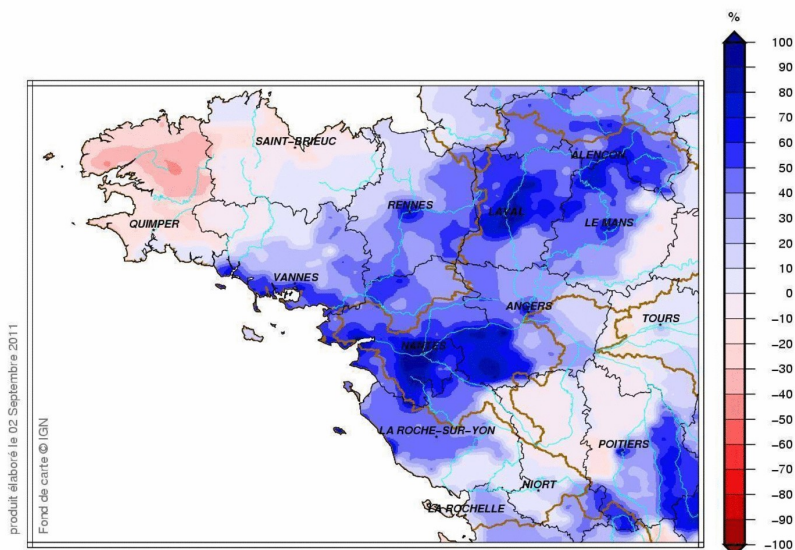 %
100
90
80
70
60
50
40
30
20
10
0
-10
-20
-30
-40
-50
-60
-70
-80
-90
-100
SAINT-BRIEUC
ALENCON
RENNES
LAVAL
QUIMPER
LE MANS
VANNES
ANGERS
TOURS
NANTES
LA ROCHE-SUR-YON
POITIERS
NIORT
LA ROCHELLE
produit élaboré le 02 Septembre 2011
Fond de carte © IGN